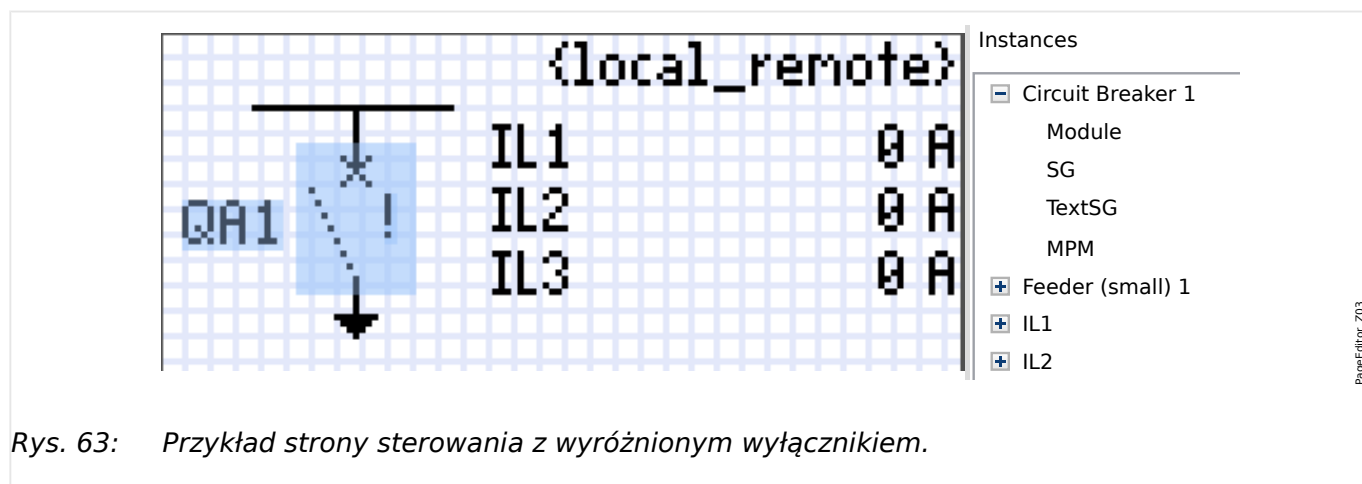 {local_remote}
IL1 0 A
QA1 !
IL2 0 A
IL3 0 A
Instances
Circuit Breaker 1
Module
SG
TextSG
MPM
Feeder (small) 1
IL1
IL2
PageEditor_Z03
Rys. 63: Przykład strony sterowania z wyróżnionym wyłącznikiem.